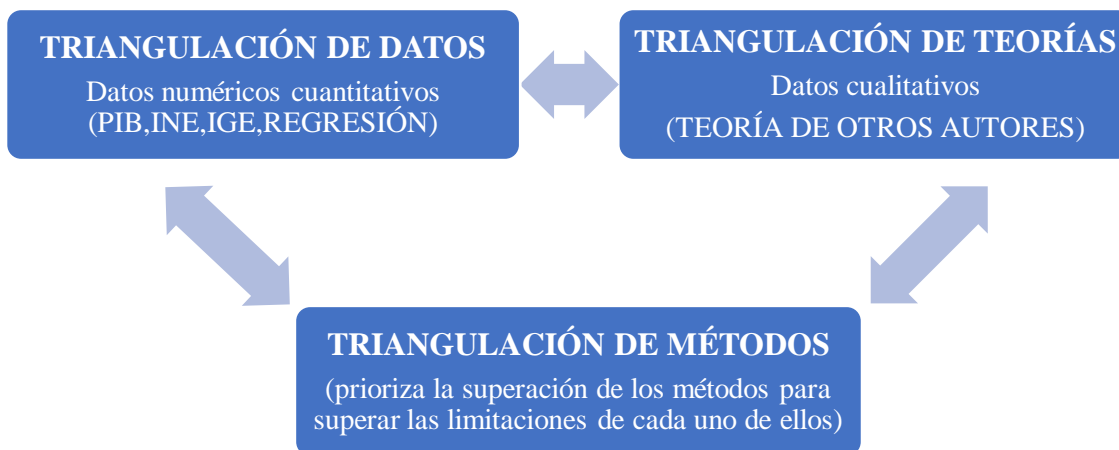 TRIANGULACIÓN DE DATOS
Datos numéricos cuantitativos
(PIB,INE,IGE,REGRESIÓN)
TRIANGULACIÓN DE TEORÍAS
Datos cualitativos
(TEORÍA DE OTROS AUTORES)
TRIANGULACIÓN DE MÉTODOS
(prioriza la superación de los métodos para
superar las limitaciones de cada uno de ellos)